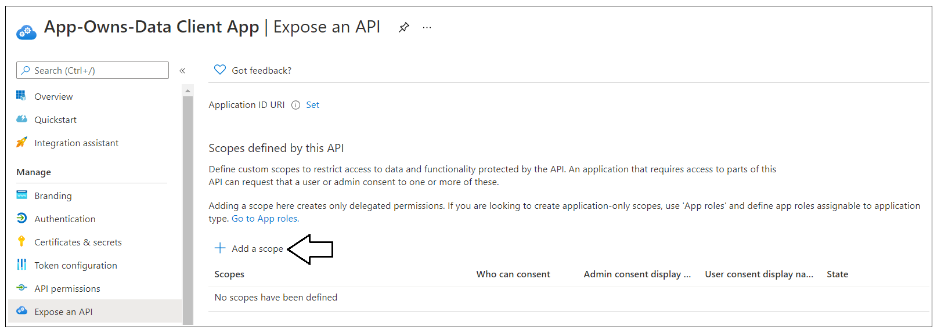 App-Owns-Data Client App | Expose an API
Search (Ctrl+/)
Overview
Quickstart
Integration assistant
Manage
Branding
Authentication
Certificates & secrets
Token configuration
API permissions
Expose an API
Got feedback?
Application ID URI Set
Scopes defined by this API
Define custom scopes to restrict access to data and functionality protected by the API. An application that requires access to parts of this
API can request that a user or admin consent to one or more of these.
Adding a scope here creates only delegated permissions. If you are looking to create application-only scopes, use 'App roles' and define app roles assignable to application
type. Go to App roles.
Add a scope
Scopes Who can consent Admin consent display ... User consent display na... State
No scopes have been defined